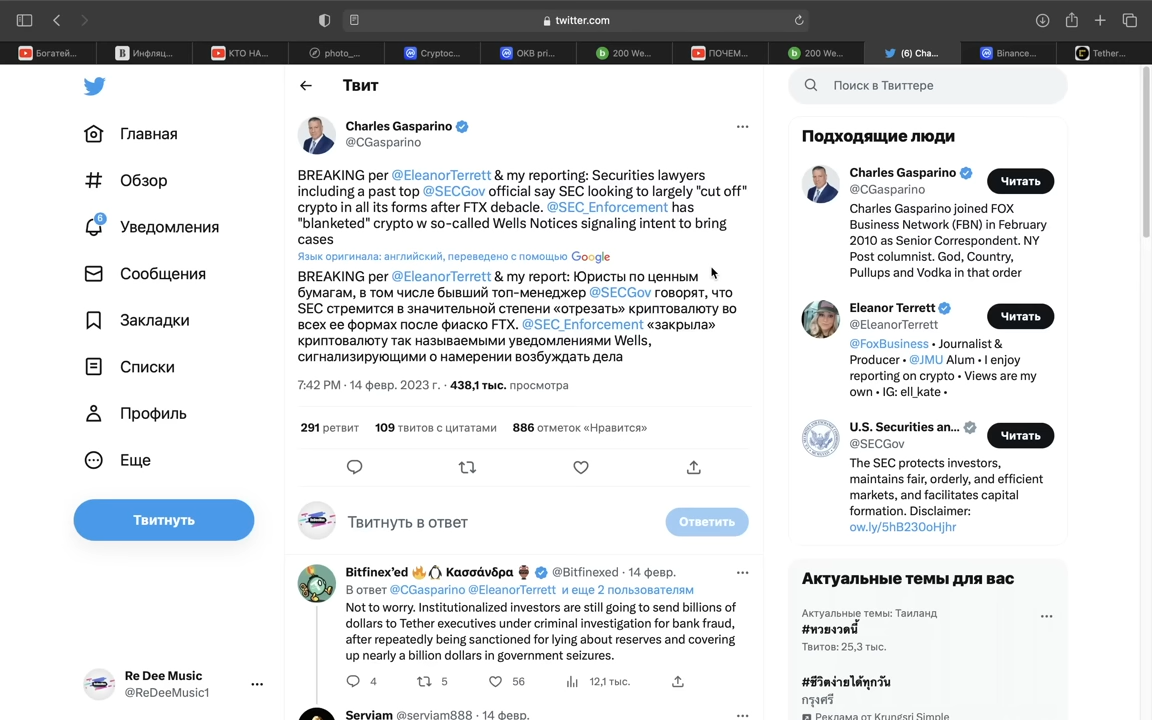 twitter.com
Богатей...
Инфляц...
КТО НА...
photo_...
Cryptoc...
OKB pri...
200 We...
ПОЧЕМ...
200 We...
(6) Cha...
Binance...
Tether...
Главная
Обзор
6
Уведомления
Сообщения
Закладки
Списки
Профиль
Еще
Твитнуть
Re Dee Music
@ReDeeMusic1
Твит
Charles Gasparino
@CGasparino
BREAKING per @EleanorTerrett & my reporting: Securities lawyers
including a past top @SECGov official say SEC looking to largely "cut off"
crypto in all its forms after FTX debacle. @SEC_Enforcement has
"blanketed" crypto w so-called Wells Notices signaling intent to bring
cases
Язык оригинала: английский, переведено с помощью Google
BREAKING per @EleanorTerrett & my report: Юристы по ценным
бумагам, в том числе бывший топ-менеджер @SECGov говорят, что
SEC стремится в значительной степени «отрезать» криптовалюту во
всех ее формах после фиаско FTX. @SEC_Enforcement «закрыла»
криптовалюту так называемыми уведомлениями Wells,
сигнализирующими о намерении возбуждать дела
7:42 PM · 14 февр. 2023 г. · 438,1 тыс. просмотра
291 ретвит 109 твитов с цитатами 886 отметок «Нравится»
Твитнуть в ответ
Ответить
Bitfinex'ed 🔥🐧 Κασσάνδρα 🏺 @Bitfinexed · 14 февр.
В ответ @CGasparino @EleanorTerrett и еще 2 пользователям
Not to worry. Institutionalized investors are still going to send billions of
dollars to Tether executives under criminal investigation for bank fraud,
after repeatedly being sanctioned for lying about reserves and covering
up nearly a billion dollars in government seizures.
4 5 56 12,1 тыс.
Serviam @serviam888 · 14 февр.
Поиск в Твиттере
Подходящие люди
Charles Gasparino
@CGasparino
Читать
Charles Gasparino joined FOX
Business Network (FBN) in February
2010 as Senior Correspondent. NY
Post columnist. God, Country,
Pullups and Vodka in that order
Eleanor Terrett
@EleanorTerrett
Читать
@FoxBusiness • Journalist &
Producer • @JMU Alum • I enjoy
reporting on crypto • Views are my
own • IG: ell_kate •
U.S. Securities an...
@SECGov
Читать
The SEC protects investors,
maintains fair, orderly, and efficient
markets, and facilitates capital
formation. Disclaimer:
ow.ly/5hB230oHjhr
Актуальные темы для вас
Актуальные темы: Таиланд
#หวยงวดนี้
Твитов: 25,3 тыс.
#ชีวิตง่ายได้ทุกวัน
กรุงศรี
Реклама от Krungsri Simple